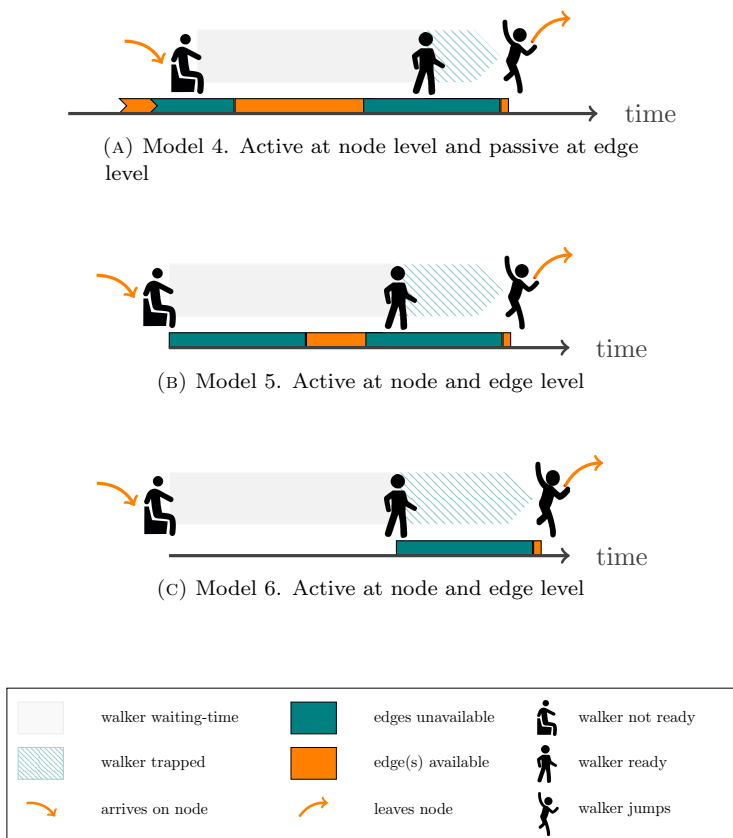 time
(A) Model 4. Active at node level and passive at edge
level
time
(B) Model 5. Active at node and edge level
time
(C) Model 6. Active at node and edge level
walker waiting-time
edges unavailable
walker not ready
walker trapped
edge(s) available
walker ready
arrives on node
leaves node
walker jumps